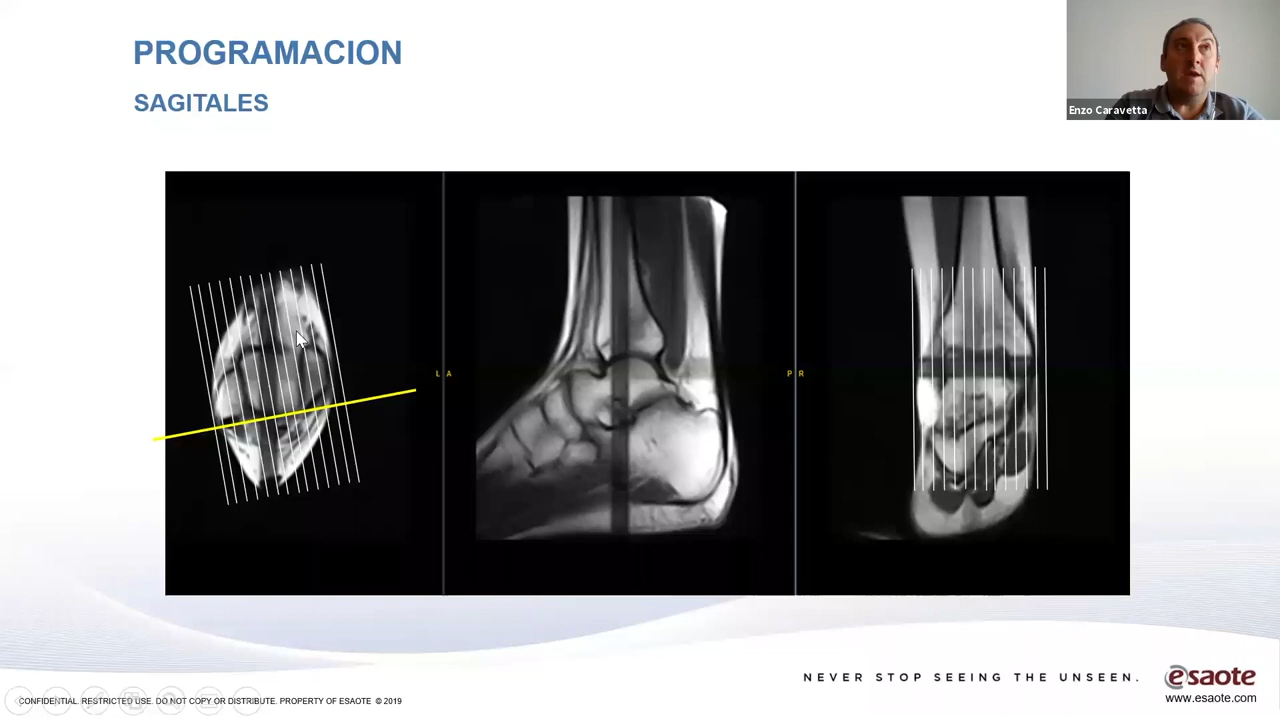 PROGRAMACION
SAGITALES
Enzo Caravetta
L A
P R
NEVER STOP SEEING THE UNSEEN.
esaote
www.esaote.com
CONFIDENTIAL. RESTRICTED USE. DO NOT COPY OR DISTRIBUTE. PROPERTY OF ESAOTE © 2019